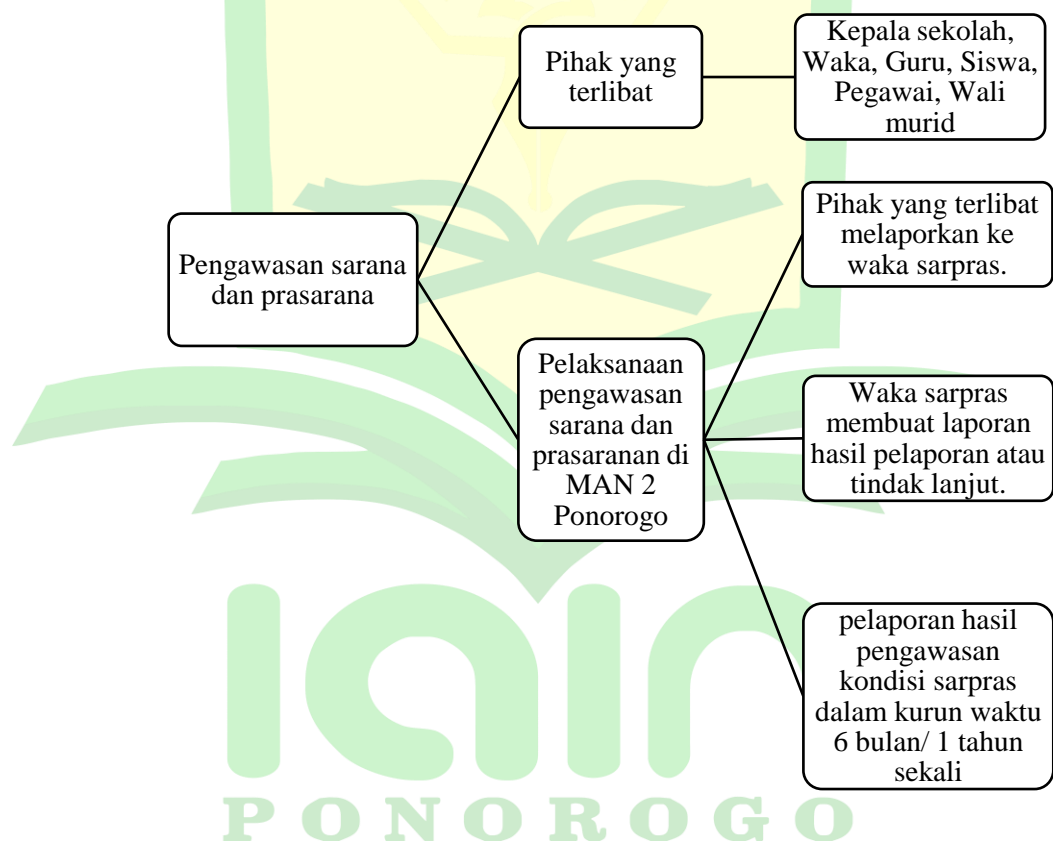 Pengawasan sarana
dan prasarana
Pihak yang
terlibat
Kepala sekolah,
Waka, Guru, Siswa,
Pegawai, Wali
murid
Pelaksanaan
pengawasan
sarana dan
prasaranan di
MAN 2
Ponorogo
Pihak yang terlibat
melaporkan ke
waka sarpras.
Waka sarpras
membuat laporan
hasil pelaporan atau
tindak lanjut.
pelaporan hasil
pengawasan
kondisi sarpras
dalam kurun waktu
6 bulan/ 1 tahun
sekali
iain
PONOROGO